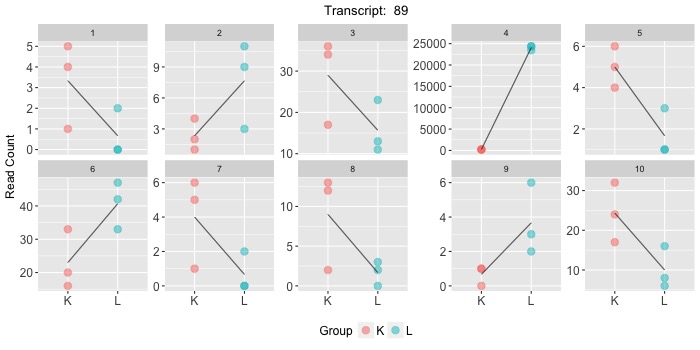 Transcript: 89
1 2 3 4 5
5 4 3 2 1 0
9 6 3
30 20 10
25000 20000 15000 10000 5000 0
6 4 2
Read Count
6 7 8 9 10
40 30 20
6 4 2 0
10 5 0
6 4 2 0
30 20 10
K L K L K L K L K L
Group K L